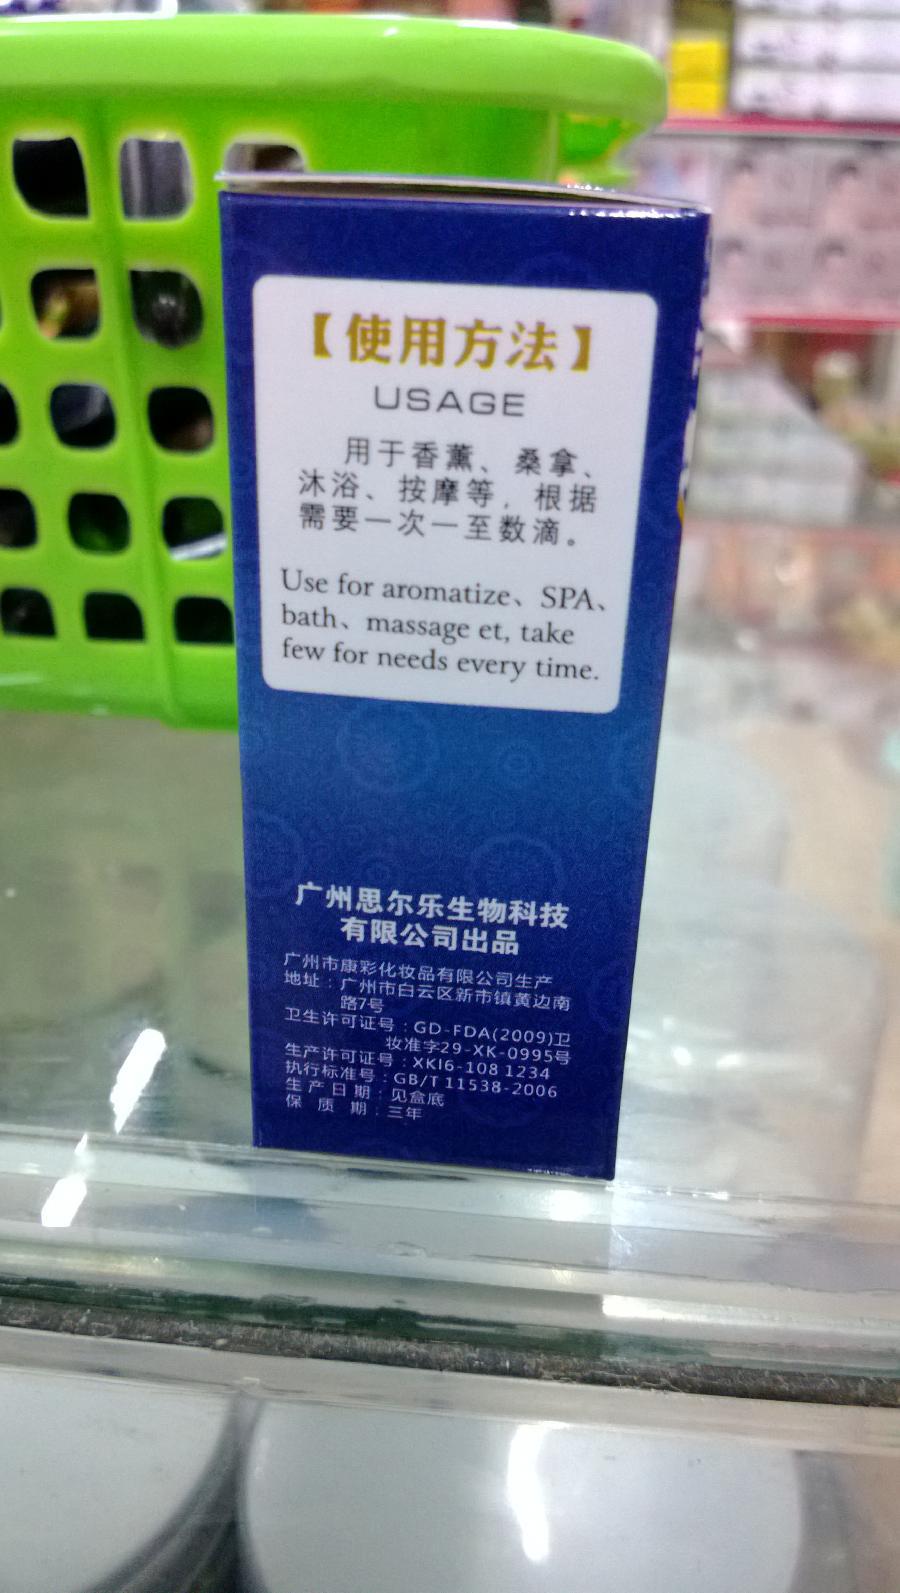 【使用方法】
USAGE
用于香薰、桑拿、
沐浴、按摩等，根据
需要一次一至数滴。
Use for aromatize、SPA、
bath、massage et, take
few for needs every time.
广州思尔乐生物科技
有限公司出品
广州市康彩化妆品有限公司生产
地址：广州市白云区新市镇黄边南
路7号
卫生许可证号：GD-FDA(2009)卫
妆准字29-XK-0995号
生产许可证号：XKI6-108 1234
执行标准号：GB/T 11538-2006
生产日期：见盒底
保质期：三年